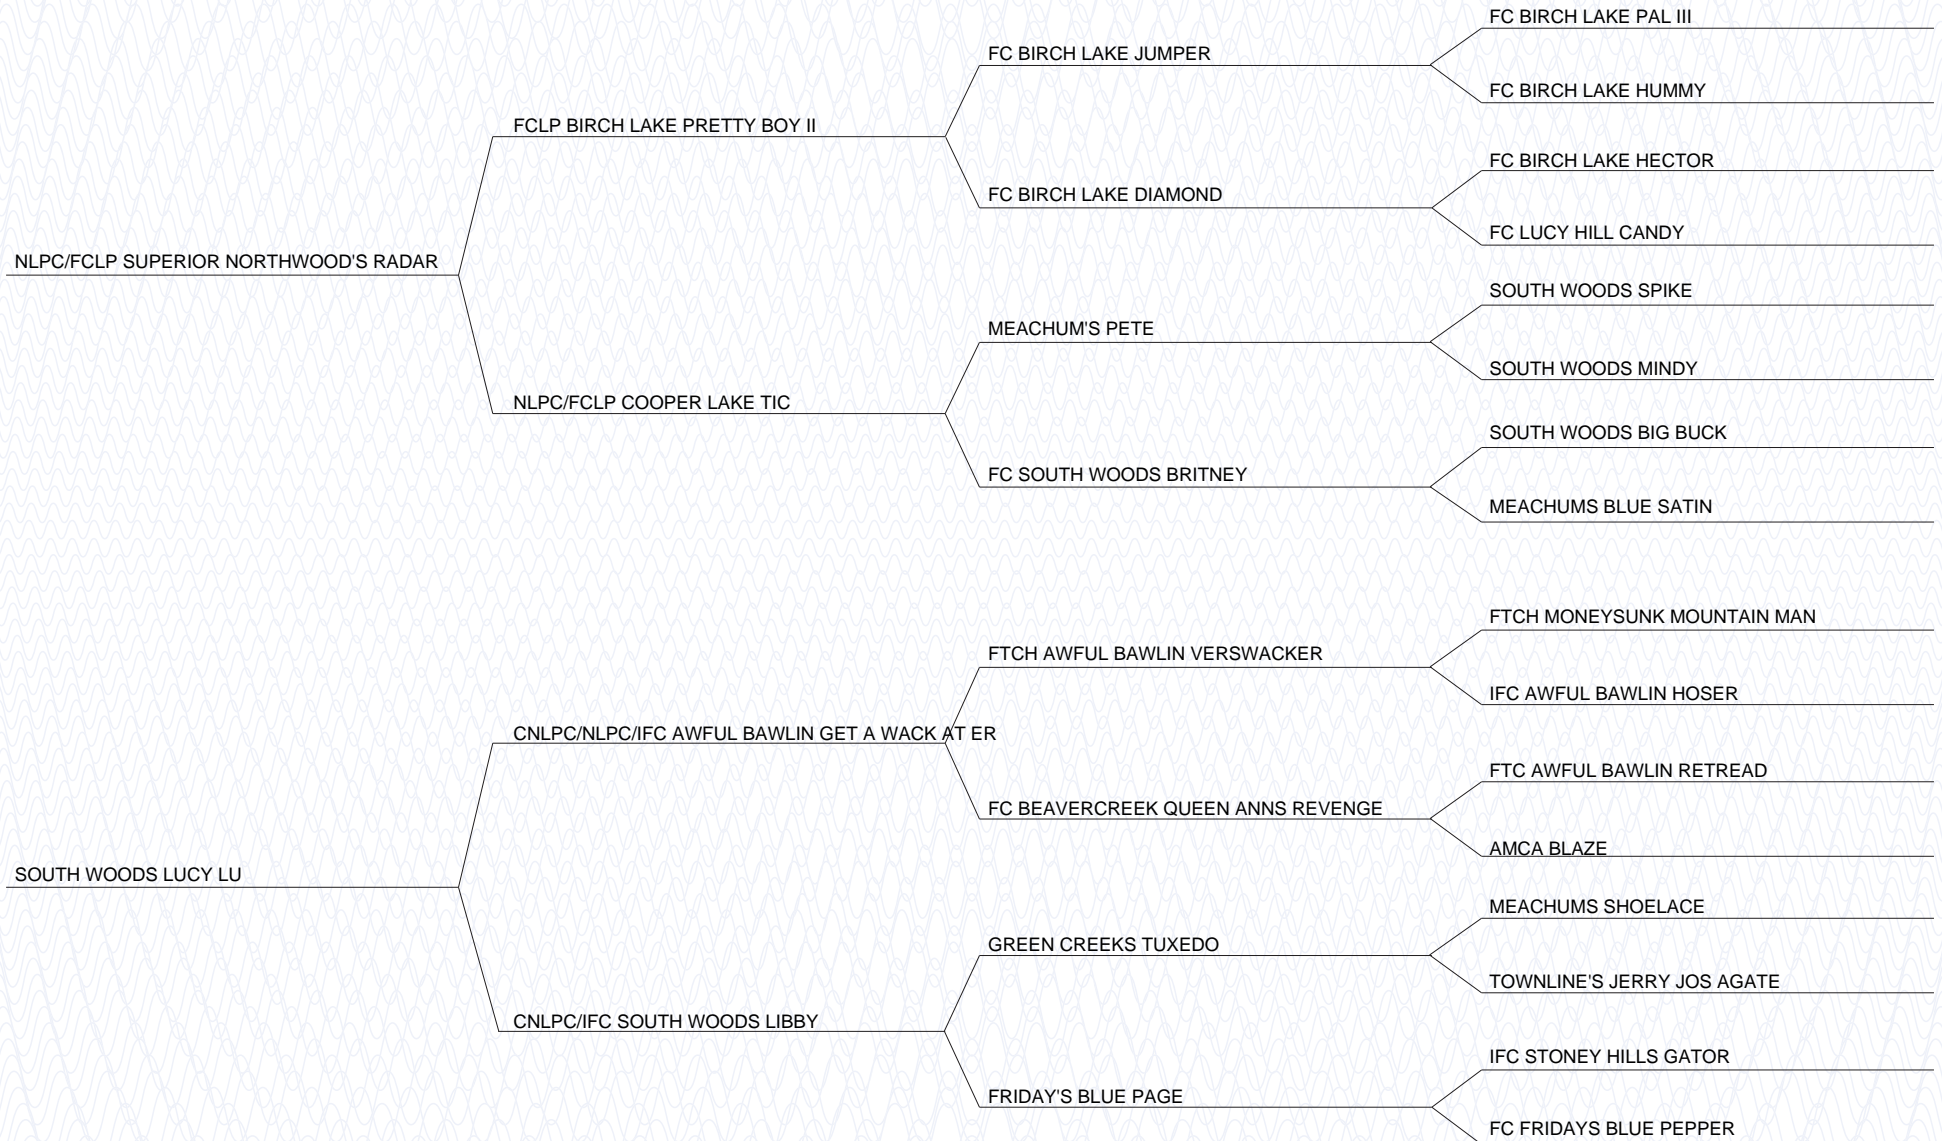 FC BIRCH LAKE PAL III
FC BIRCH LAKE JUMPER
FC BIRCH LAKE HUMMY
FCLP BIRCH LAKE PRETTY BOY II
FC BIRCH LAKE HECTOR
FC BIRCH LAKE DIAMOND
FC LUCY HILL CANDY
NLPC/FCLP SUPERIOR NORTHWOOD'S RADAR
SOUTH WOODS SPIKE
MEACHUM'S PETE
SOUTH WOODS MINDY
NLPC/FCLP COOPER LAKE TIC
SOUTH WOODS BIG BUCK
FC SOUTH WOODS BRITNEY
MEACHUMS BLUE SATIN
FTCH MONEYSUNK MOUNTAIN MAN
FTCH AWFUL BAWLIN VERSWACKER
IFC AWFUL BAWLIN HOSER
CNLPC/NLPC/IFC AWFUL BAWLIN GET A WACK AT ER
FTC AWFUL BAWLIN RETREAD
FC BEAVERCREEK QUEEN ANNS REVENGE
AMCA BLAZE
SOUTH WOODS LUCY LU
MEACHUMS SHOELACE
GREEN CREEKS TUXEDO
TOWNLINE'S JERRY JOS AGATE
CNLPC/IFC SOUTH WOODS LIBBY
IFC STONEY HILLS GATOR
FRIDAY'S BLUE PAGE
FC FRIDAYS BLUE PEPPER